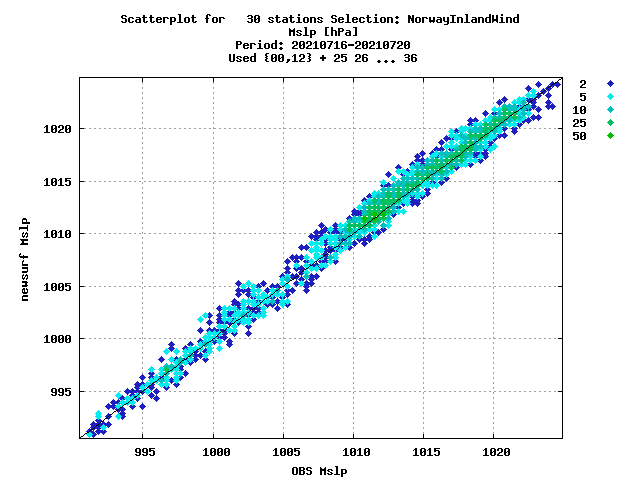 Scatterplot for   30 stations Selection: NorwayInlandWind
Mslp [hPa]
Period: 20210716-20210720
Used {00,12} + 25 26 ... 36
2
5
10
25
50
1020
1015
1010
1005
1000
995
newsurf Mslp
995 1000 1005 1010 1015 1020
OBS Mslp